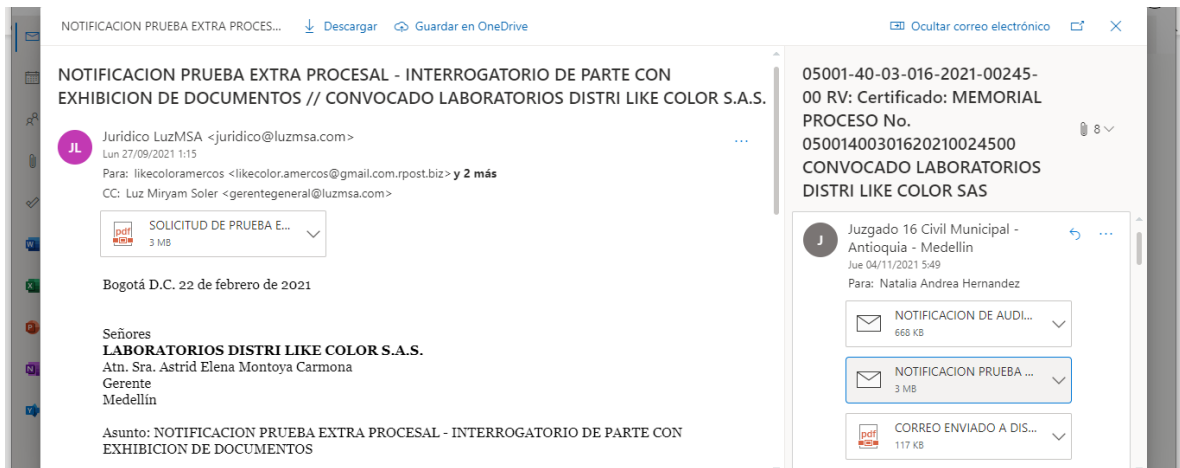 NOTIFICACION PRUEBA EXTRA PROCES...
Descargar
Guardar en OneDrive
Ocultar correo electrónico
NOTIFICACION PRUEBA EXTRA PROCESAL - INTERROGATORIO DE PARTE CON
EXHIBICION DE DOCUMENTOS // CONVOCADO LABORATORIOS DISTRI LIKE COLOR S.A.S.
JL
Juridico LuzMSA <juridico@luzmsa.com>
Lun 27/09/2021 1:15
Para: likecoloramercos <likecolor.amercos@gmail.com.rpost.biz> y 2 más
CC: Luz Miryam Soler <gerentegeneral@luzmsa.com>
pdf
SOLICITUD DE PRUEBA E...
3 MB
Bogotá D.C. 22 de febrero de 2021
Señores
LABORATORIOS DISTRI LIKE COLOR S.A.S.
Atn. Sra. Astrid Elena Montoya Carmona
Gerente
Medellín
Asunto: NOTIFICACION PRUEBA EXTRA PROCESAL - INTERROGATORIO DE PARTE CON
EXHIBICION DE DOCUMENTOS
05001-40-03-016-2021-00245-
00 RV: Certificado: MEMORIAL
PROCESO No.
05001400301620210024500
CONVOCADO LABORATORIOS
DISTRI LIKE COLOR SAS
8
J
Juzgado 16 Civil Municipal -
Antioquia - Medellin
Jue 04/11/2021 5:49
Para: Natalia Andrea Hernandez
NOTIFICACION DE AUDI...
668 KB
NOTIFICACION PRUEBA ...
3 MB
pdf
CORREO ENVIADO A DIS...
117 KB